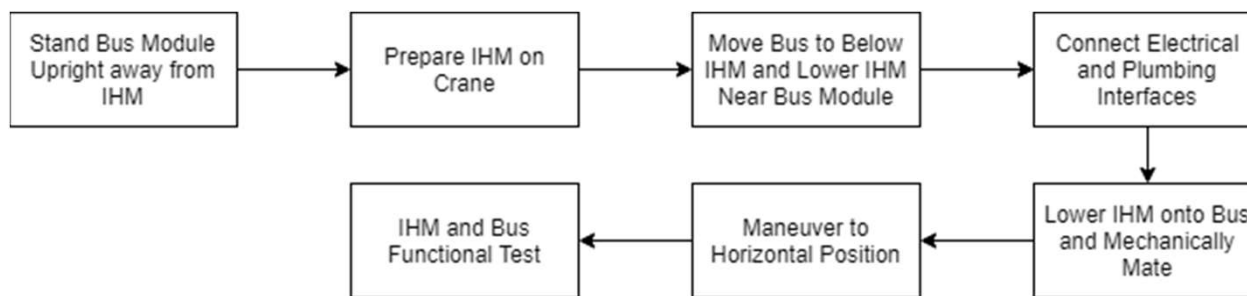 Stand Bus Module
Upright away from
IHM
Prepare IHM on
Crane
Move Bus to Below
IHM and Lower IHM
Near Bus Module
Connect Electrical
and Plumbing
Interfaces
Lower IHM onto Bus
and Mechanically
Mate
Maneuver to
Horizontal Position
IHM and Bus
Functional Test